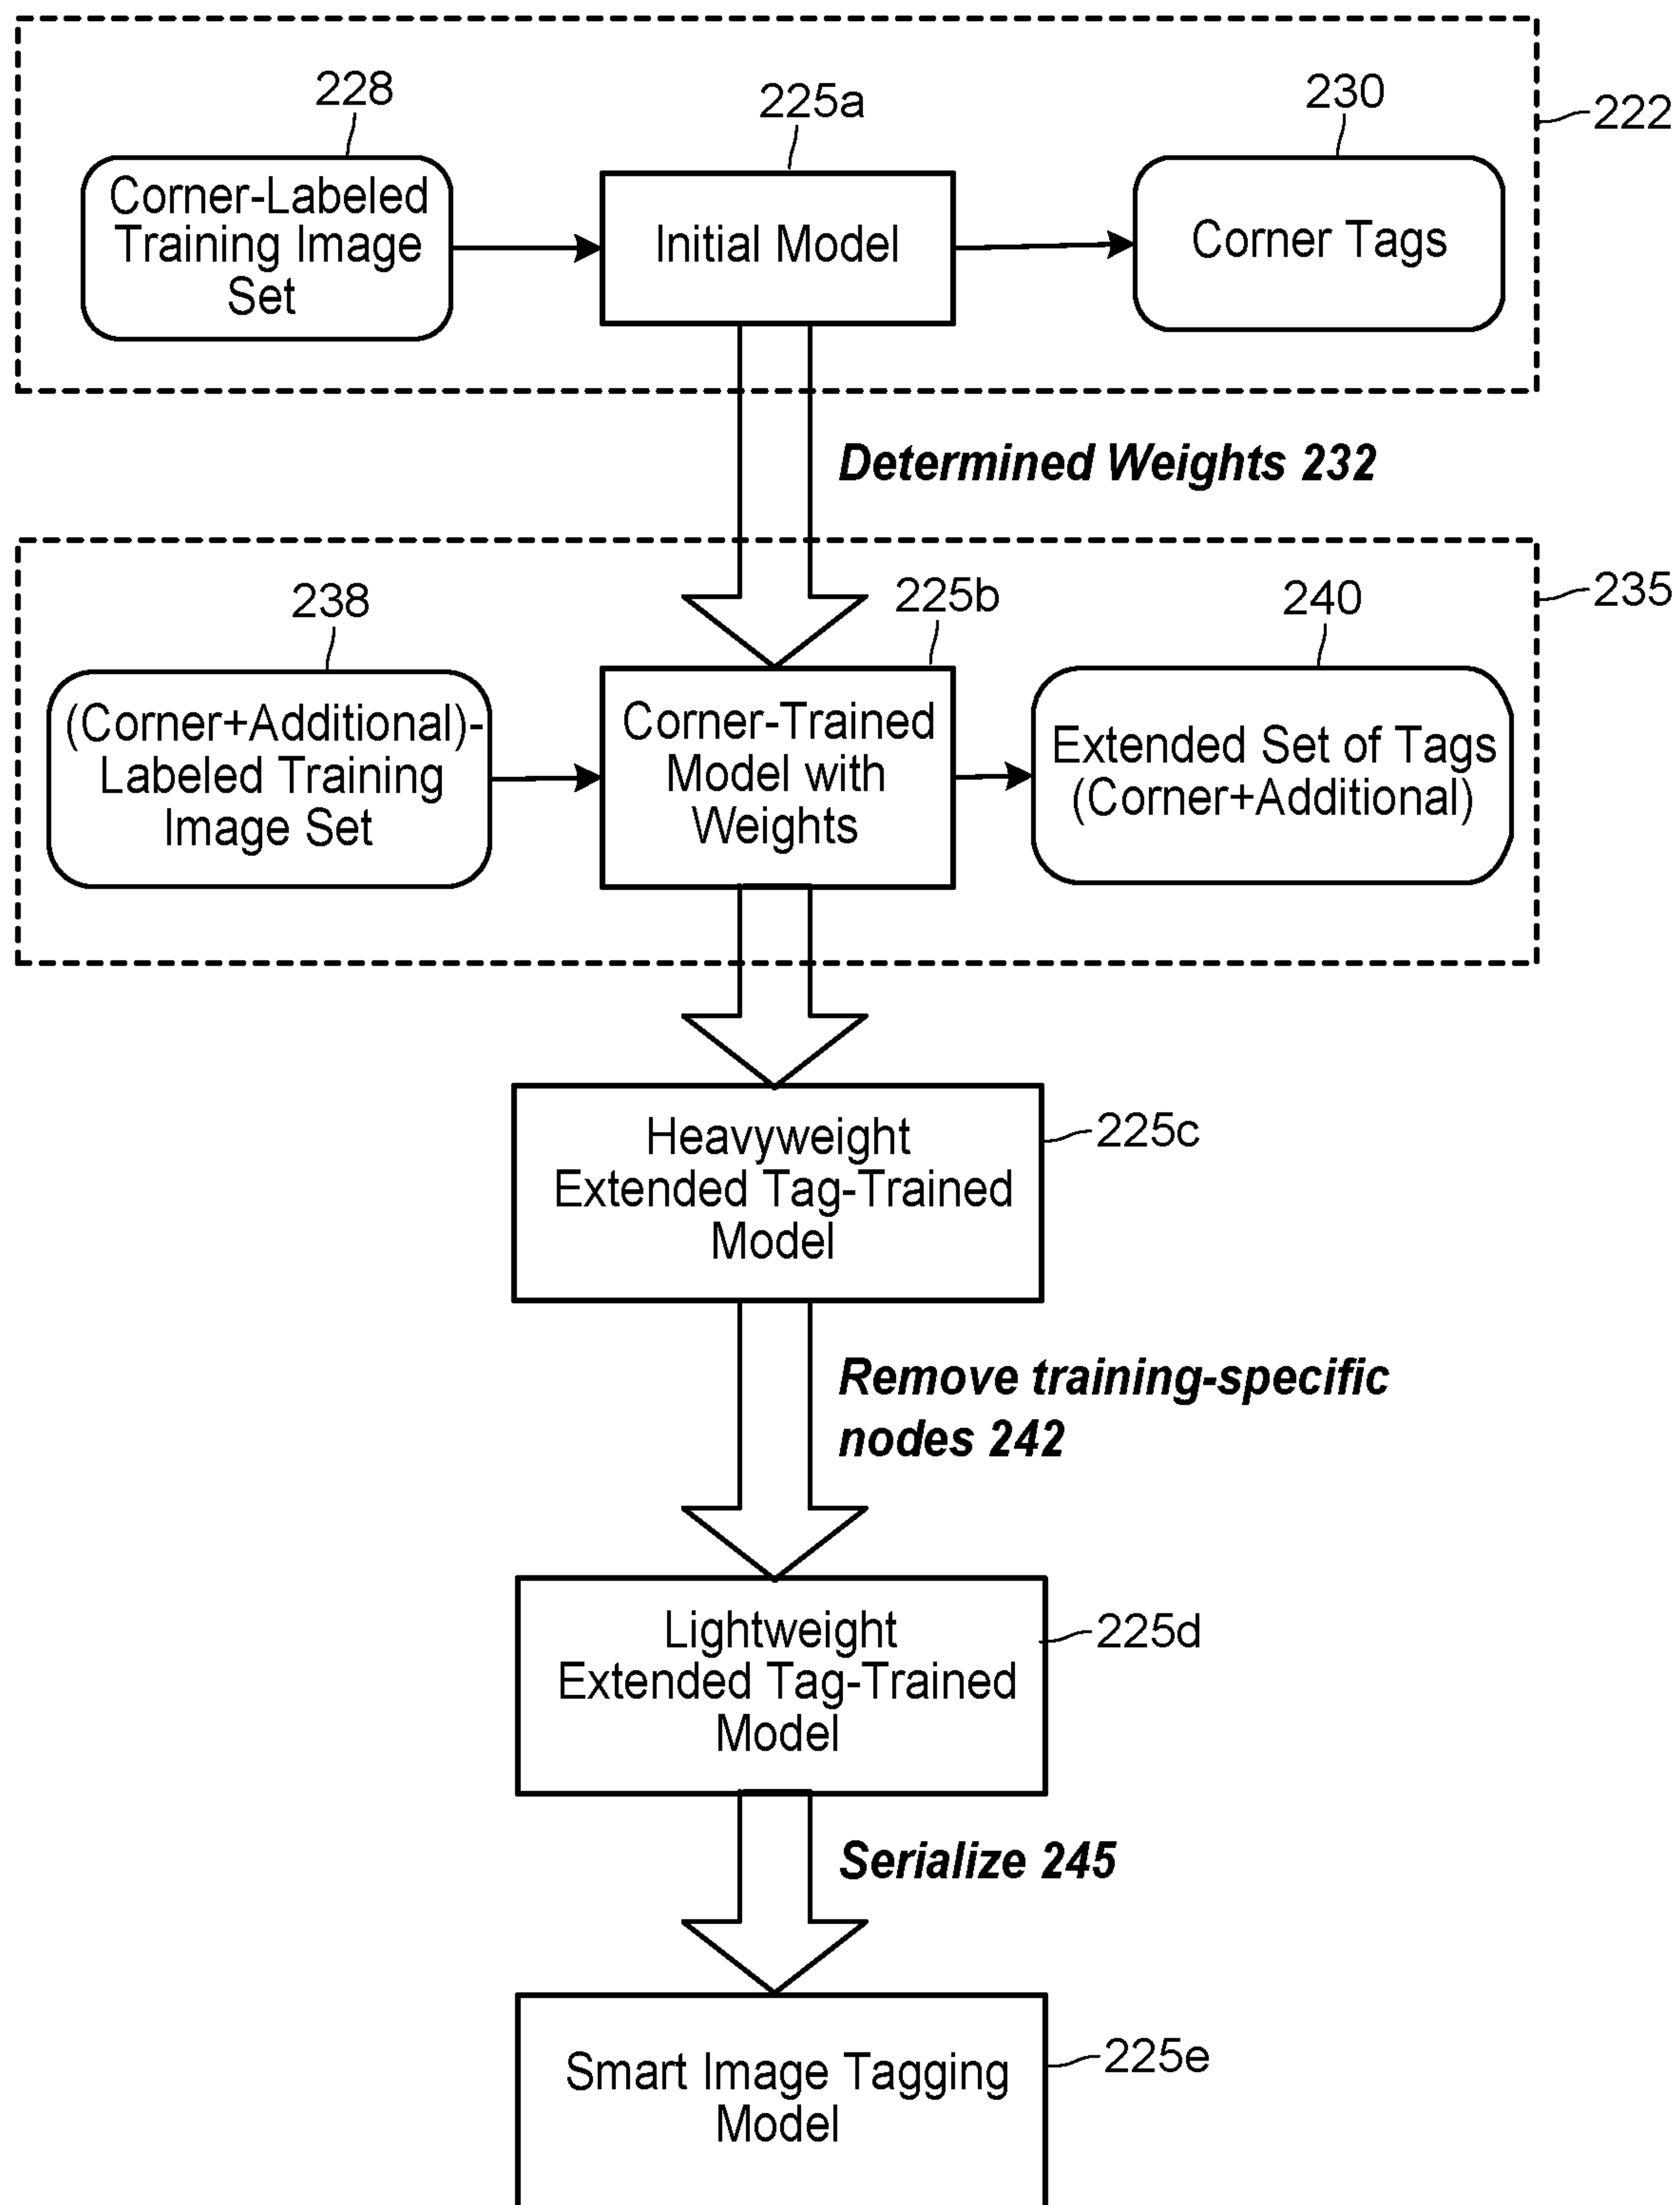 228
225a
230
222
Corner-Labeled
Training Image
Set
Initial Model
Corner Tags
Determined Weights 232
238
225b
240
235
(Corner+Additional)-
Labeled Training
Image Set
Corner-Trained
Model with
Weights
Extended Set of Tags
(Corner+Additional)
Heavyweight
Extended Tag-Trained
Model
225c
Remove training-specific
nodes 242
Lightweight
Extended Tag-Trained
Model
225d
Serialize 245
Smart Image Tagging
Model
225e